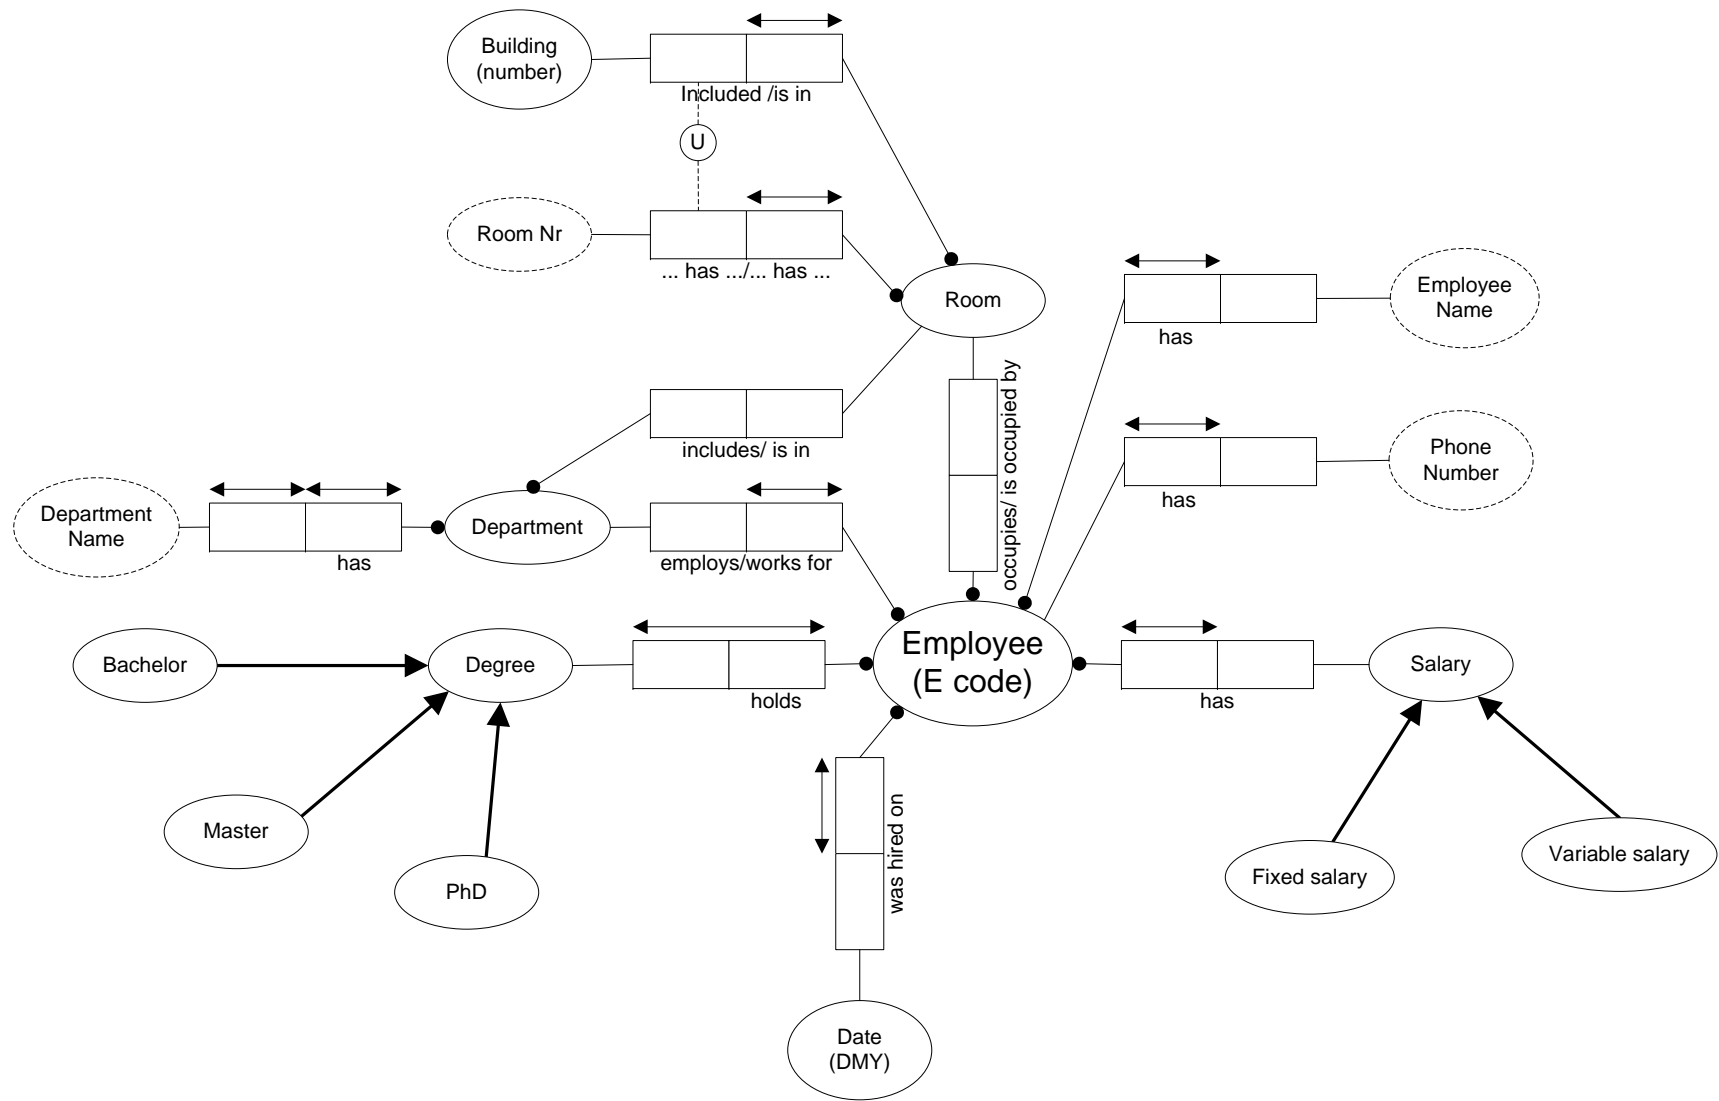 Building
(number)
Included /is in
U
Room Nr
... has .../... has ...
Room
Employee
Name
has
includes/ is in
occupies/ is occupied by
Phone
Number
has
Department
Name
has
Department
employs/works for
Employee
(E code)
Bachelor
Degree
holds
Salary
has
Master
PhD
was hired on
Fixed salary
Variable salary
Date
(DMY)